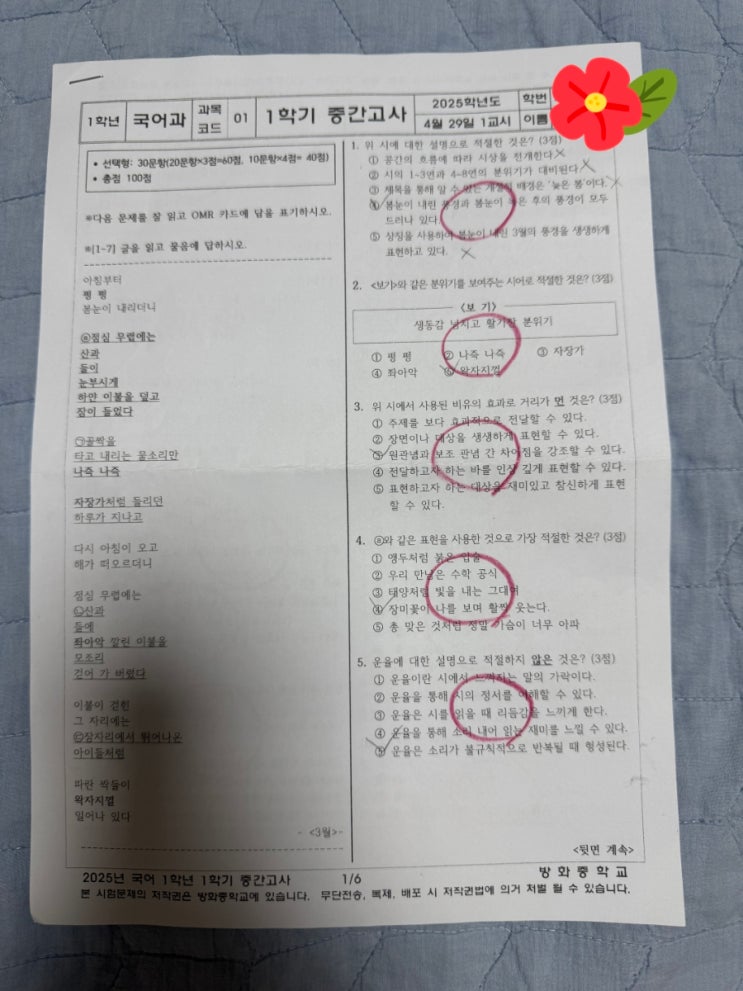 1학년 국어과 과목 코드 01 1학기 중간고사 2025학년도 학번
4월 29일 1교시 이름
• 선택형: 30문항(20문항×3점=60점, 10문항×4점= 40점)
• 총점 100점
※다음 문제를 잘 읽고 OMR 카드에 답을 표기하시오.
※[1~7] 글을 읽고 물음에 답하시오.
아침부터
펑 펑
봄눈이 내리더니
ⓐ점심 무렵에는
산과
들이
눈부시게
하얀 이불을 덮고
잠이 들었다
㉠골짝을
타고 내리는 물소리만
나죽 나죽
자장가처럼 들리던
하루가 지나고
다시 아침이 오고
해가 떠오르더니
점심 무렵에는
㉡산과
들에
좌아악 깔린 이불을
모조리
걷어 가 버렸다
이불이 걷힌
그 자리에는
㉢잠자리에서 뛰어나온
아이들처럼
파란 싹들이
왁자지껄
일어나 있다
- <3월>-
1. 위 시에 대한 설명으로 적절한 것은? (3점)
① 공간의 흐름에 따라 시상을 전개한다.
② 시의 1~3연과 4~8연의 분위기가 대비된다.
③ 제목을 통해 알 수 있는 계절적 배경은 '늦은 봄'이다.
④ 봄눈이 내린 풍경과 봄눈이 녹은 후의 풍경이 모두
드러나 있다.
⑤ 상징을 사용하여 봄눈이 내린 3월의 풍경을 생생하게
표현하고 있다.
2. <보기>와 같은 분위기를 보여주는 시어로 적절한 것은? (3점)
<보 기>
생동감 넘치고 활기찬 분위기
① 펑 펑 ② 나죽 나죽 ③ 자장가
④ 좌아악 ⑤ 왁자지껄
3. 위 시에서 사용된 비유의 효과로 거리가 먼 것은? (3점)
① 주제를 보다 효과적으로 전달할 수 있다.
② 장면이나 대상을 생생하게 표현할 수 있다.
③ 원관념과 보조 관념 간 차이점을 강조할 수 있다.
④ 전달하고자 하는 바를 인상 깊게 표현할 수 있다.
⑤ 표현하고자 하는 대상을 재미있고 참신하게 표현
할 수 있다.
4. ⓐ와 같은 표현을 사용한 것으로 가장 적절한 것은? (3점)
① 앵두처럼 붉은 입술
② 우리 만남은 수학 공식
③ 태양처럼 빛을 내는 그대여
④ 장미꽃이 나를 보며 활짝 웃는다.
⑤ 총 맞은 것처럼 정말 가슴이 너무 아파
5. 운율에 대한 설명으로 적절하지 않은 것은? (3점)
① 운율이란 시에서 느껴지는 말의 가락이다.
② 운율을 통해 시의 정서를 이해할 수 있다.
③ 운율은 시를 읽을 때 리듬감을 느끼게 한다.
④ 운율을 통해 소리 내어 읽는 재미를 느낄 수 있다.
⑤ 운율은 소리가 불규칙적으로 반복될 때 형성된다.
<뒷면 계속>
2025년 국어 1학년 1학기 중간고사 1/6 방화중학교
본 시험문제의 저작권은 방화중학교에 있습니다. 무단전송, 복제, 배포 시 저작권법에 의거 처벌 될 수 있습니다.